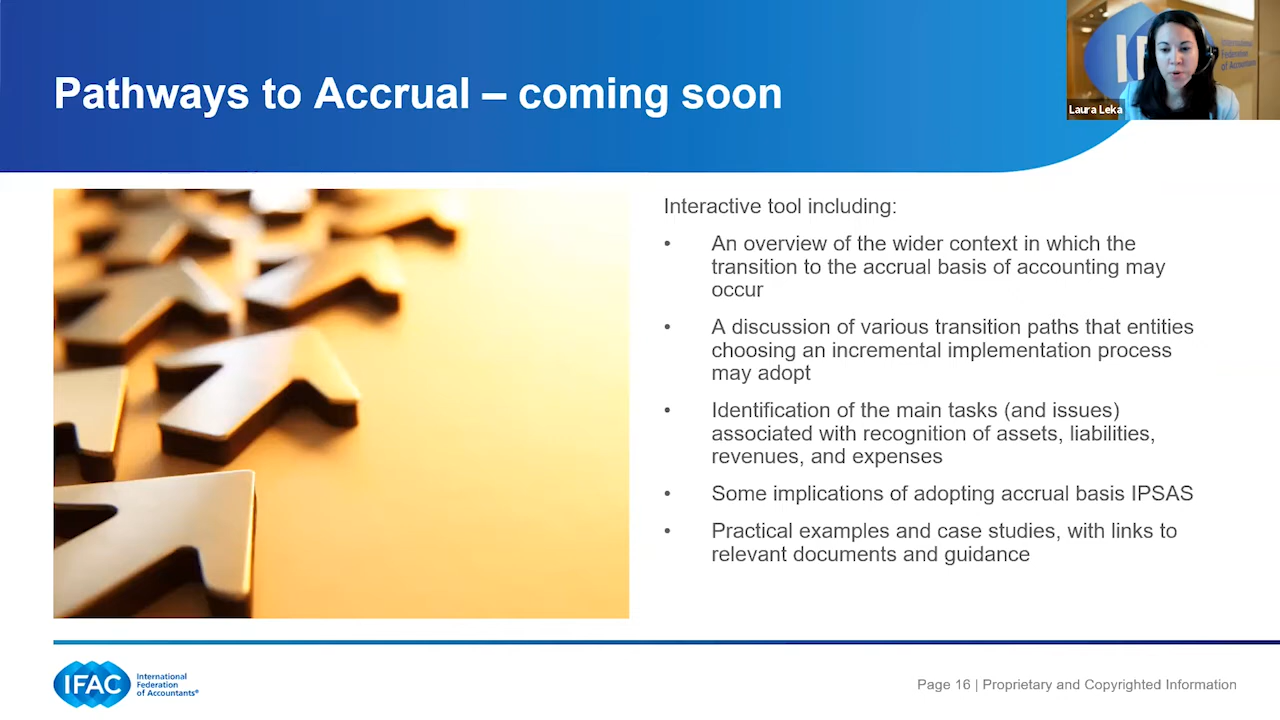 Pathways to Accrual – coming soon
Laura Leka
Interactive tool including:
• An overview of the wider context in which the
transition to the accrual basis of accounting may
occur
• A discussion of various transition paths that entities
choosing an incremental implementation process
may adopt
• Identification of the main tasks (and issues)
associated with recognition of assets, liabilities,
revenues, and expenses
• Some implications of adopting accrual basis IPSAS
• Practical examples and case studies, with links to
relevant documents and guidance
IFAC
International
Federation
of Accountants®
Page 16 | Proprietary and Copyrighted Information